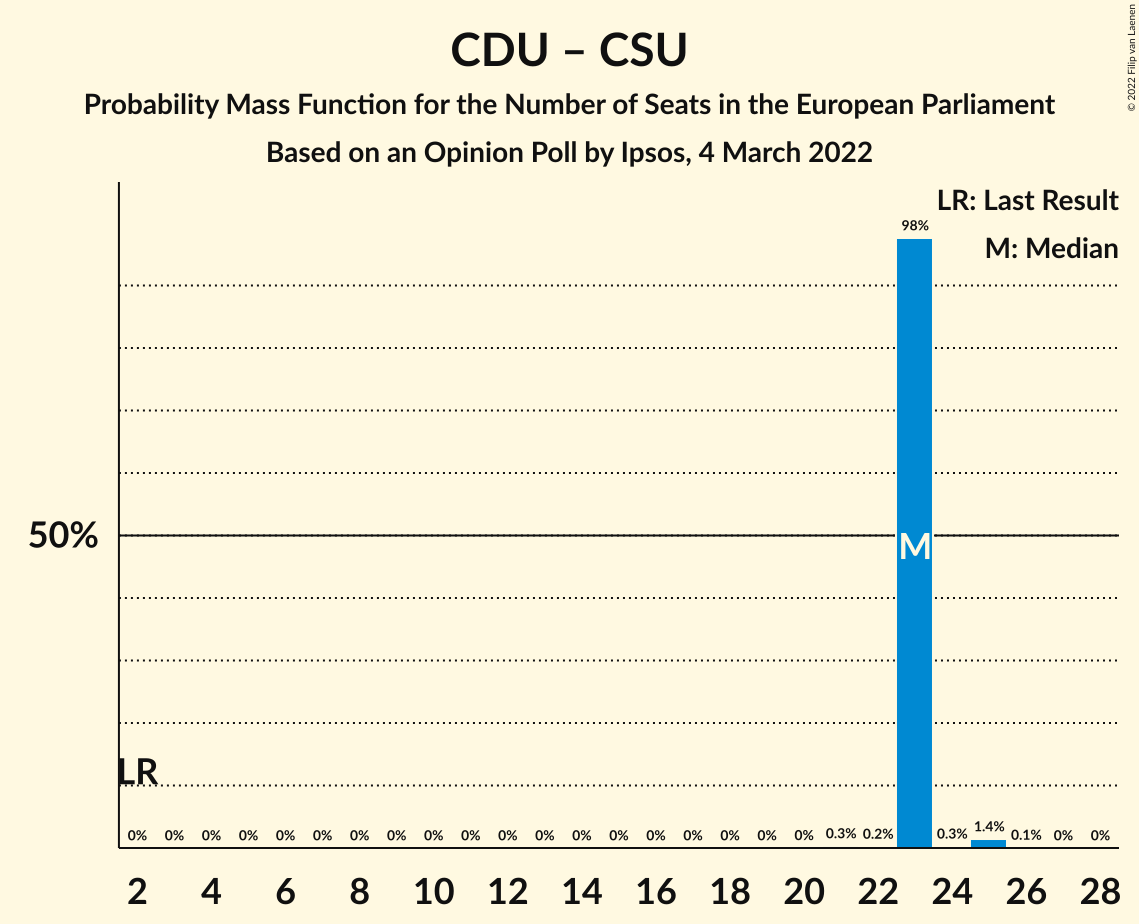 CDU – CSU
Probability Mass Function for the Number of Seats in the European Parliament
Based on an Opinion Poll by Ipsos, 4 March 2022
© 2022 Filip van Laenen
LR: Last Result
M: Median
98%
50%
M
LR
0% 0% 0% 0% 0% 0% 0% 0% 0% 0% 0% 0% 0% 0% 0% 0% 0% 0% 0% 0.3% 0.2% 0.3% 1.4% 0.1% 0% 0%
2 4 6 8 10 12 14 16 18 20 22 24 26 28